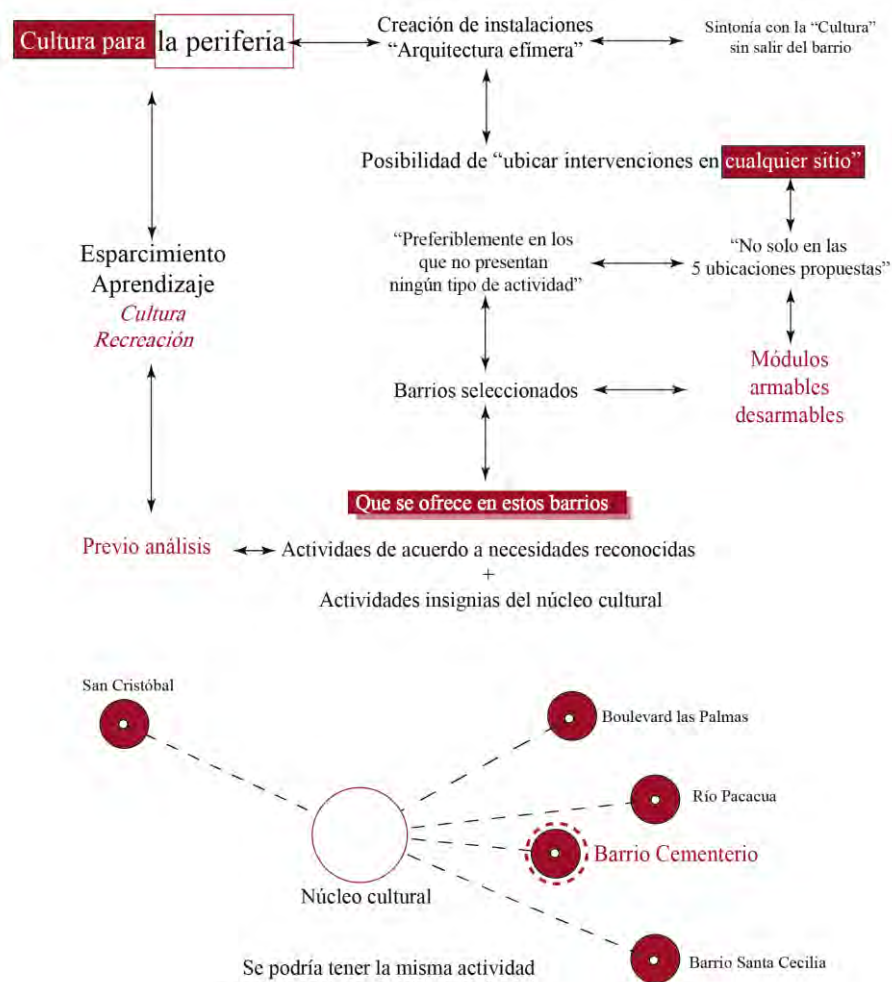 Cultura para la periferia
Creación de instalaciones
“Arquitectura efímera”
Sintonía con la “Cultura”
sin salir del barrio
Posibilidad de “ubicar intervenciones en cualquier sitio”
“Preferiblemente en los
que no presentan
ningún tipo de actividad”
“No solo en las
5 ubicaciones propuestas”
Esparcimiento
Aprendizaje
Cultura
Recreación
Módulos
armables
desarmables
Barrios seleccionados
Que se ofrece en estos barrios
Previo análisis
Actividaes de acuerdo a necesidades reconocidas
+
Actividades insignias del núcleo cultural
San Cristóbal
Boulevard las Palmas
Río Pacacua
Barrio Cementerio
Núcleo cultural
Barrio Santa Cecilia
Se podría tener la misma actividad